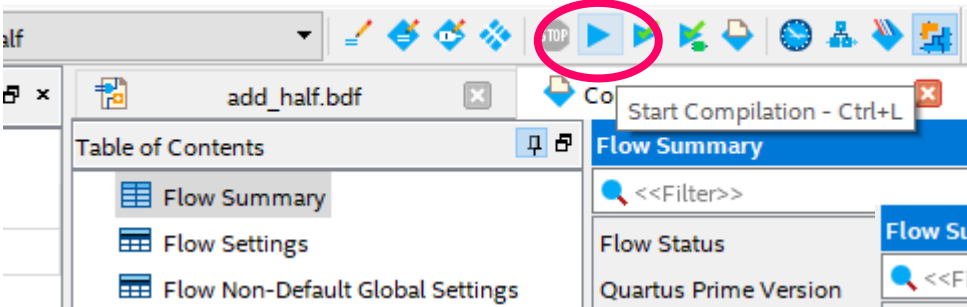 alf
STOP
add_half.bdf
Co
Start Compilation - Ctrl+L
Table of Contents
Flow Summary
<<Filter>>
Flow Summary
Flow Settings
Flow Non-Default Global Settings
Flow Status
Quartus Prime Version
Flow Su
<<F